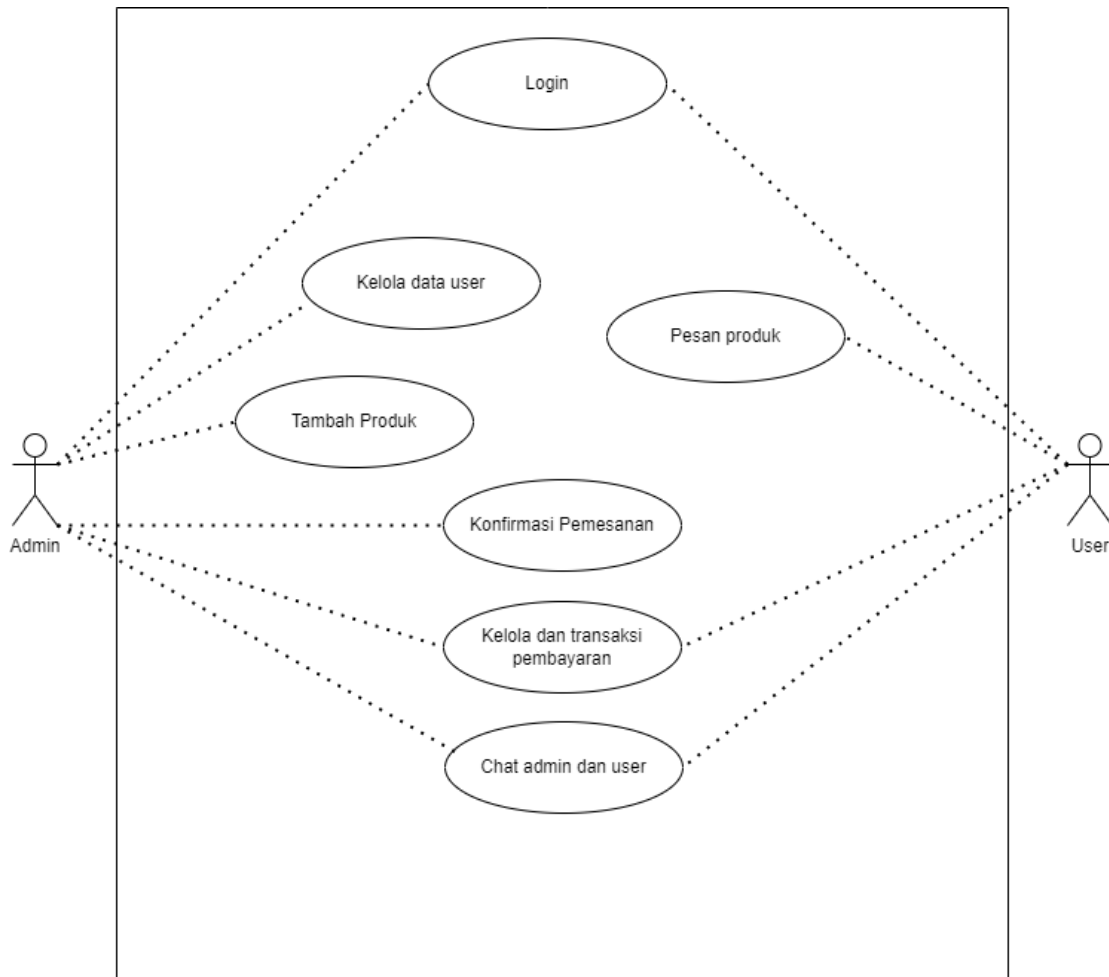 Login
Kelola data user
Pesan produk
Tambah Produk
Konfirmasi Pemesanan
Admin
User
Kelola dan transaksi
pembayaran
Chat admin dan user